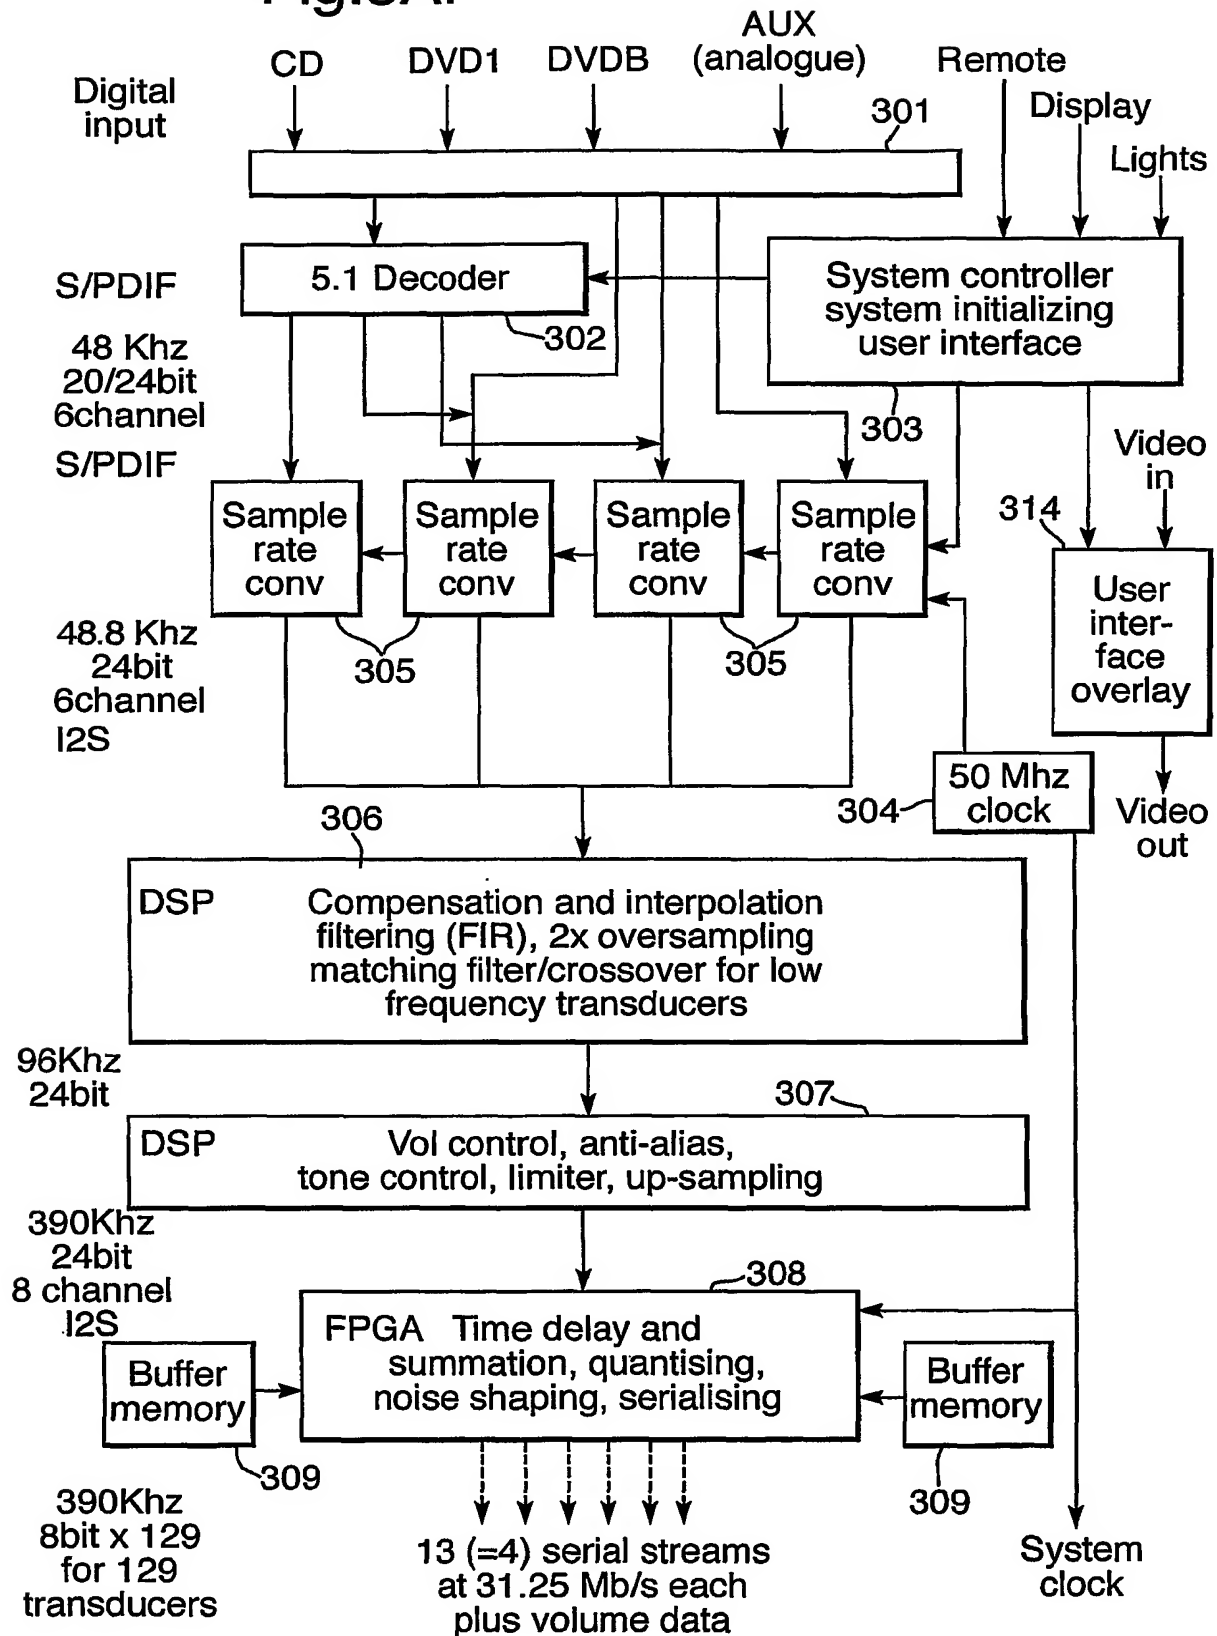 CD
DVD1
DVDB
AUX
(analogue)
Remote
Display
Lights
Digital
input
301
S/PDIF
5.1 Decoder
302
System controller
system initializing
user interface
303
48 Khz
20/24bit
6channel
S/PDIF
Video
in
314
Sample
rate
conv
Sample
rate
conv
Sample
rate
conv
Sample
rate
conv
User
inter-
face
overlay
305
305
48.8 Khz
24bit
6channel
I2S
304
50 Mhz
clock
Video
out
306
DSP
Compensation and interpolation
filtering (FIR), 2x oversampling
matching filter/crossover for low
frequency transducers
96Khz
24bit
307
DSP
Vol control, anti-alias,
tone control, limiter, up-sampling
390Khz
24bit
8 channel
I2S
308
FPGA Time delay and
summation, quantising,
noise shaping, serialising
Buffer
memory
309
Buffer
memory
309
390Khz
8bit x 129
for 129
transducers
13 (=4) serial streams
at 31.25 Mb/s each
plus volume data
System
clock